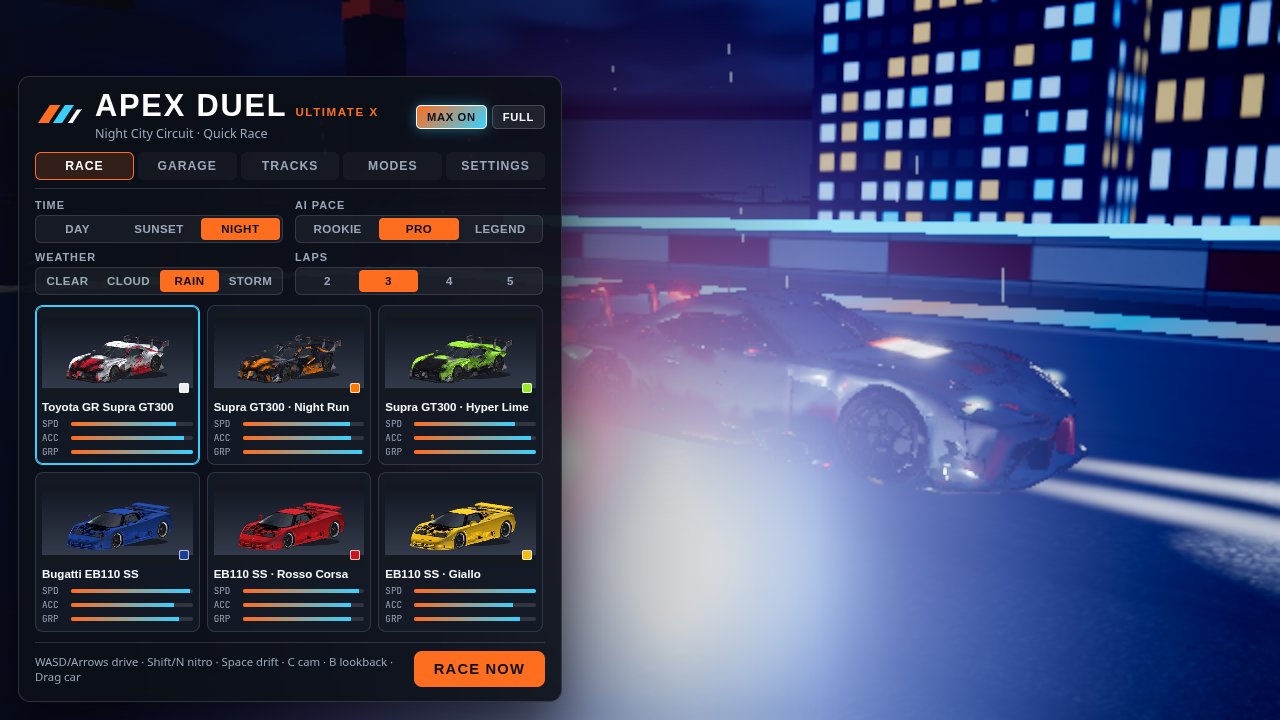 APEX DUEL ULTIMATE X
Night City Circuit · Quick Race
MAX ON
FULL
RACE
GARAGE
TRACKS
MODES
SETTINGS
TIME
DAY
SUNSET
NIGHT
AI PACE
ROOKIE
PRO
LEGEND
WEATHER
CLEAR
CLOUD
RAIN
STORM
LAPS
2
3
4
5
Toyota GR Supra GT300
SPD
ACC
GRP
Supra GT300 · Night Run
SPD
ACC
GRP
Supra GT300 · Hyper Lime
SPD
ACC
GRP
Bugatti EB110 SS
SPD
ACC
GRP
EB110 SS · Rosso Corsa
SPD
ACC
GRP
EB110 SS · Giallo
SPD
ACC
GRP
WASD/Arrows drive · Shift/N nitro · Space drift · C cam · B lookback ·
Drag car
RACE NOW